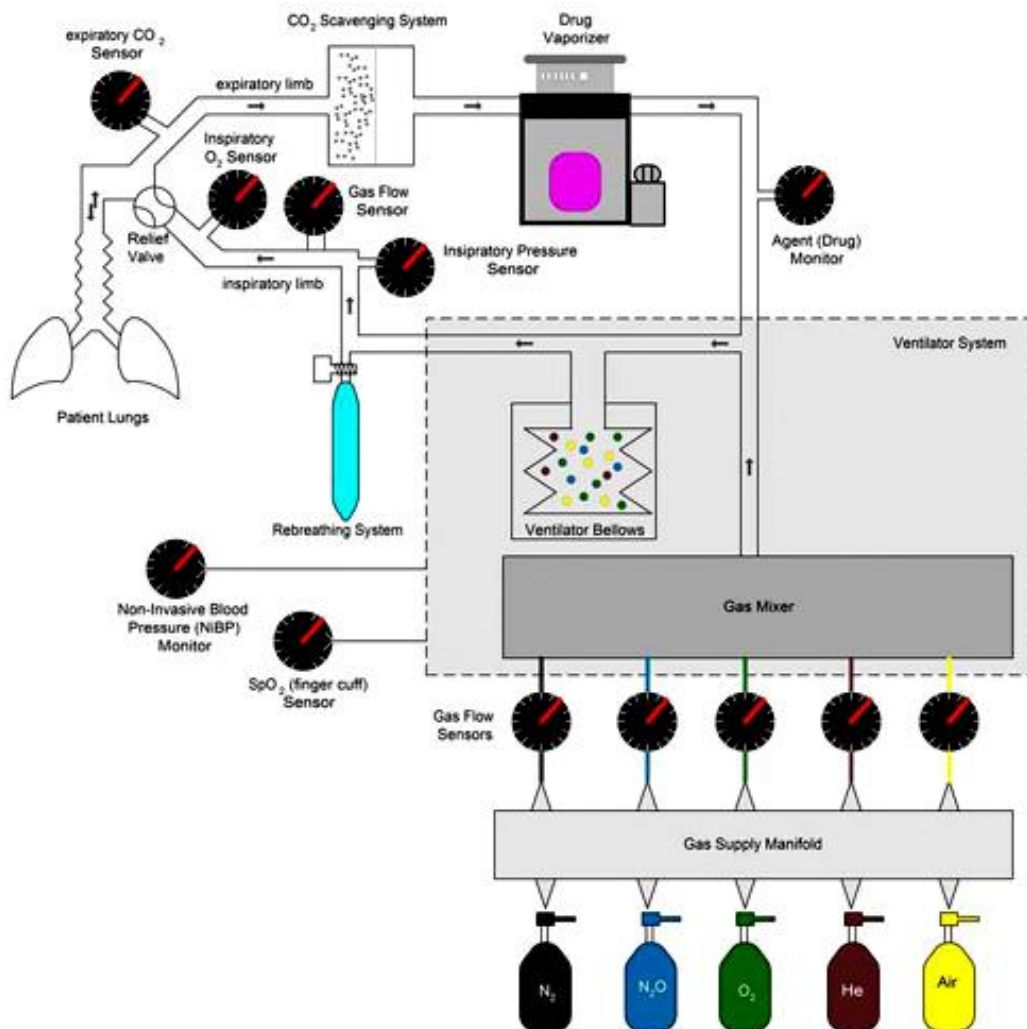 CO₂ Scavenging System
Drug
Vaporizer
expiratory CO₂
Sensor
expiratory limb
Inspiratory
O₂ Sensor
Gas Flow
Sensor
Agent (Drug)
Monitor
Relief
Valve
Insipratory Pressure
Sensor
inspiratory limb
Ventilator System
Patient Lungs
Rebreathing System
Ventilator Bellows
Non-Invasive Blood
Pressure (NiBP)
Monitor
Gas Mixer
SpO₂ (finger cuff)
Sensor
Gas Flow
Sensors
Gas Supply Manifold
N₂
N₂O
O₂
He
Air